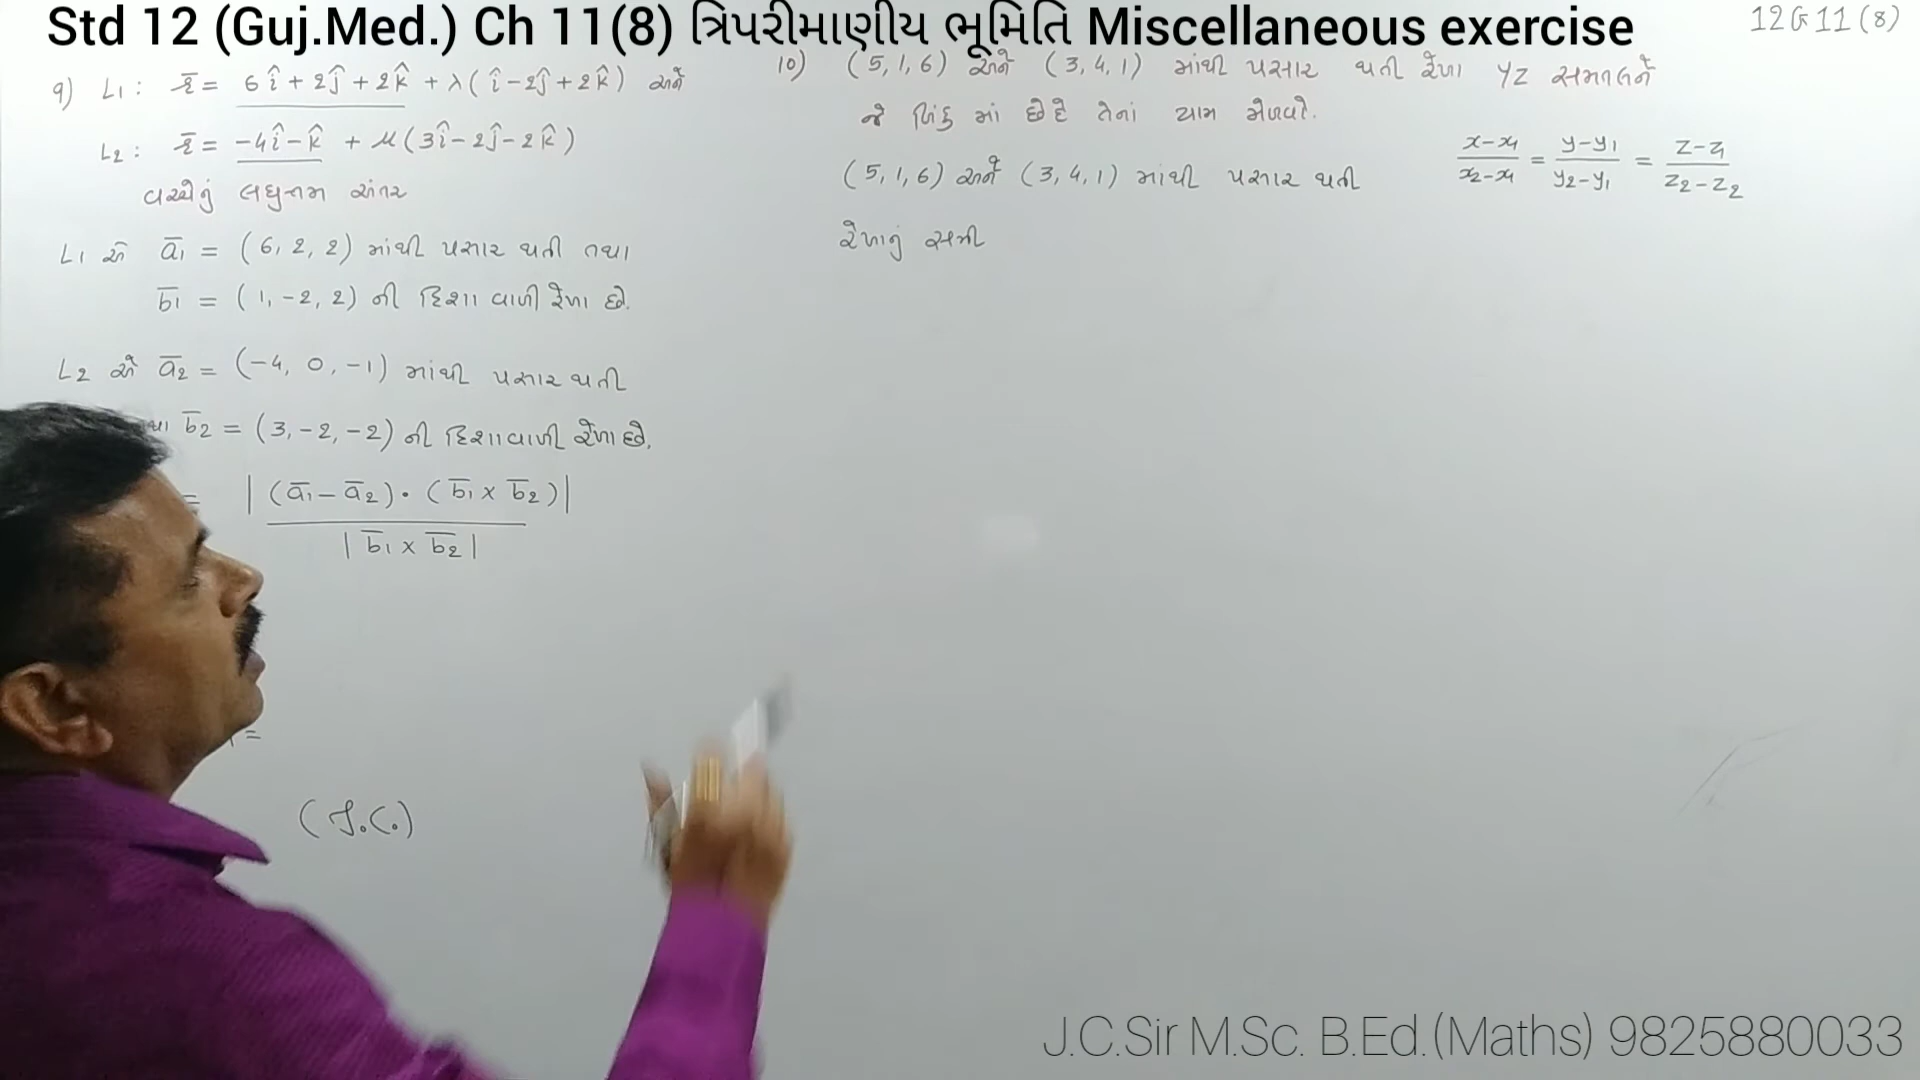 Std 12 (Guj.Med.) Ch 11(8) ત્રિપરીમાણીય ભૂમિતિ Miscellaneous exercise
12 G 11 (8)
9) L₁ : r̄ = 6î + 2ĵ + 2k̂ + λ( î - 2ĵ + 2k̂ ) અને
L₂ : r̄ = -4î - k̂ + μ (3î - 2ĵ - 2k̂ )
વચ્ચેનું લઘુત્તમ અંતર
L₁ એ a̅₁ = ( 6, 2, 2 ) માંથી પસાર થતી તથા
b̅₁ = ( 1, -2, 2 ) ની દિશા વાળી રેખા છે.
L₂ એ a̅₂ = (-4, 0, -1) માંથી પસાર થતી
b̅₂ = (3, -2, -2) ની દિશાવાળી રેખા છે.
= | (a̅₁ - a̅₂) · ( b̅₁ × b̅₂ ) |
| b̅₁ × b̅₂ |
=
( J.C. )
10) ( 5, 1, 6 ) અને ( 3, 4, 1 ) માંથી પસાર થતી રેખા YZ સમતલને
જે બિંદુ માં છેદે તેનાં યામ મેળવો.
( 5, 1, 6 ) અને ( 3, 4, 1 ) માંથી પસાર થતી
રેખાનું સમી
x-x₁ / x₂-x₁ = y-y₁ / y₂-y₁ = z-z₁ / z₂-z₂
J.C.Sir M.Sc. B.Ed.(Maths) 9825880033